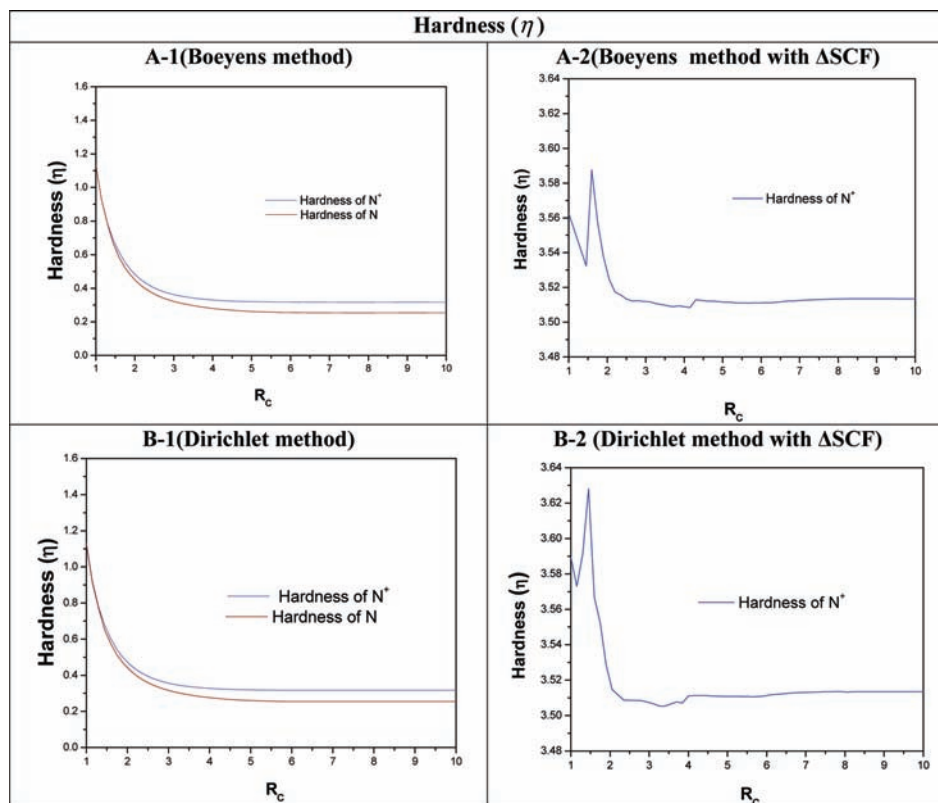 Hardness (η)
A-1(Boeyens method)
1.6
1.4
1.2
1.0
0.8
0.6
0.4
0.2
0.0
Hardness (η)
Hardness of N⁺
Hardness of N
1 2 3 4 5 6 7 8 9 10
R_C
A-2(Boeyens method with ΔSCF)
3.64
3.62
3.60
3.58
3.56
3.54
3.52
3.50
3.48
Hardness (η)
Hardness of N⁺
1 2 3 4 5 6 7 8 9 10
R_C
B-1(Dirichlet method)
1.6
1.4
1.2
1.0
0.8
0.6
0.4
0.2
0.0
Hardness (η)
Hardness of N⁺
Hardness of N
1 2 3 4 5 6 7 8 9 10
R_C
B-2 (Dirichlet method with ΔSCF)
3.64
3.62
3.60
3.58
3.56
3.54
3.52
3.50
3.48
Hardness (η)
Hardness of N⁺
1 2 3 4 5 6 7 8 9 10
R_C